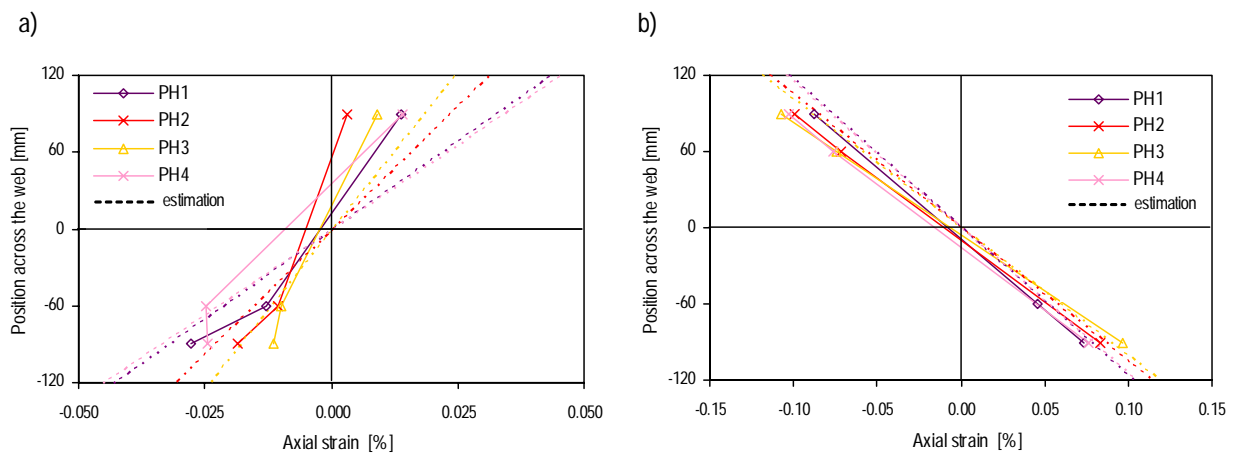 a)
120
60
0
-60
-120
Position across the web [mm]
PH1
PH2
PH3
PH4
estimation
-0.050
-0.025
0.000
0.025
0.050
Axial strain [%]
b)
120
60
0
-60
-120
Position across the web [mm]
PH1
PH2
PH3
PH4
estimation
-0.15
-0.10
-0.05
0.00
0.05
0.10
0.15
Axial strain [%]